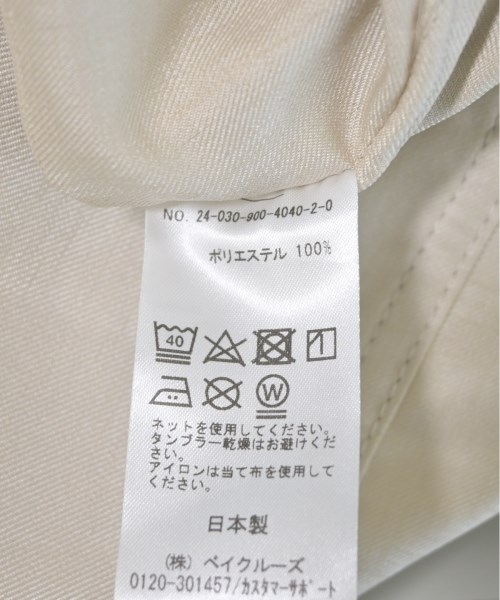 NO. 24-030-900-4040-2-0
ポリエステル 100%
40
W
ネットを使用してください。
タンブラー乾燥はお避けくださ
い。
アイロンは当て布を使用して
ください。
日本製
(株) ベイクルーズ
0120-301457/カスタマーサポート